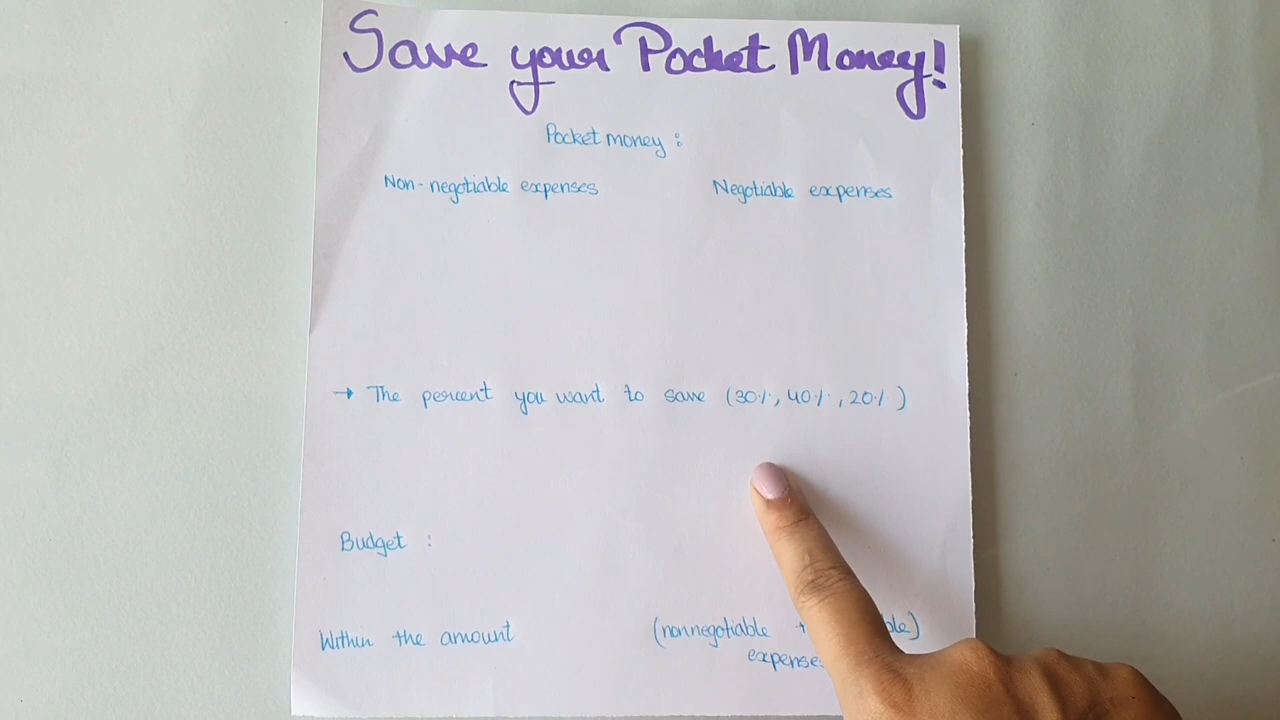 Save your Pocket Money!
Pocket money :
Non-negotiable expenses Negotiable expenses
→ The percent you want to save (30%, 40%, 20%)
Budget :
Within the amount (nonnegotiable
expenses